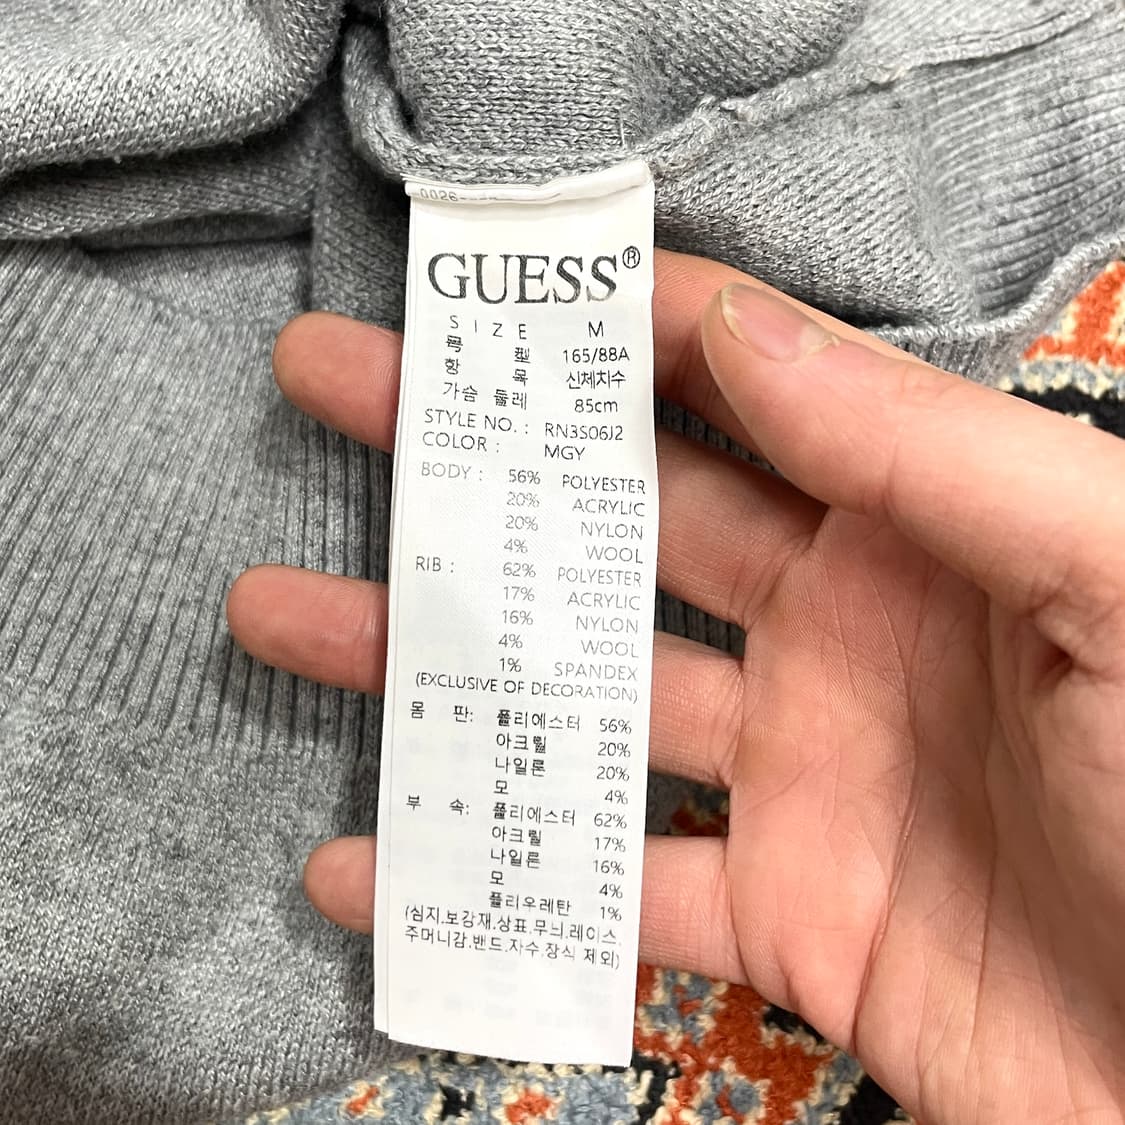 0026
GUESS®
SIZE M
165/88A
항 목 신체치수
가슴 둘레 85cm
STYLE NO. : RN3S06J2
COLOR : MGY
BODY : 56% POLYESTER
20% ACRYLIC
20% NYLON
4% WOOL
RIB : 62% POLYESTER
17% ACRYLIC
16% NYLON
4% WOOL
1% SPANDEX
(EXCLUSIVE OF DECORATION)
몸 판: 폴리에스터 56%
아크릴 20%
나일론 20%
모 4%
부 속: 폴리에스터 62%
아크릴 17%
나일론 16%
모 4%
폴리우레탄 1%
(심지.보강재.상표.무늬.레이스.
주머니감.밴드.자수.장식 제외)